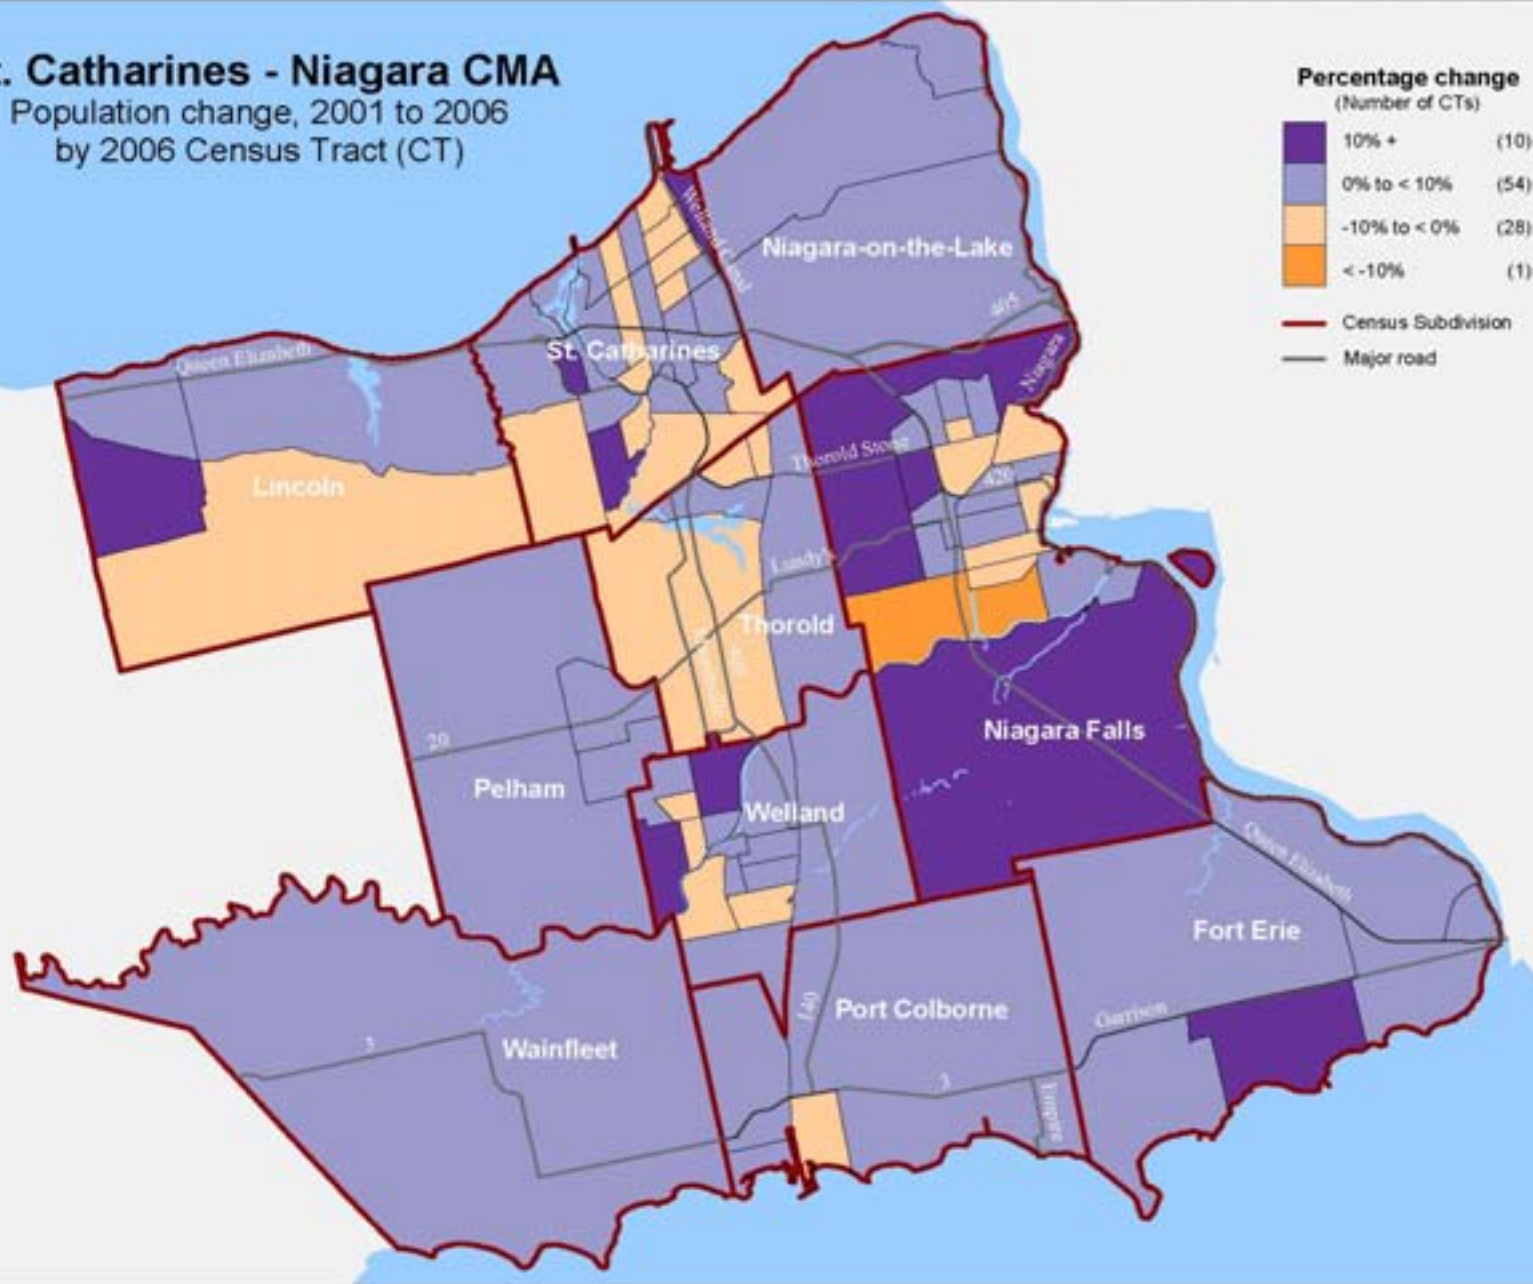 . Catharines - Niagara CMA
Population change, 2001 to 2006
by 2006 Census Tract (CT)
Percentage change
(Number of CTs)
10% + (10)
0% to < 10% (54)
-10% to < 0% (28)
< -10% (1)
Census Subdivision
Major road
Welland Canal
Niagara-on-the-Lake
405
Queen Elizabeth
St. Catharines
Niagara
Thorold Stone
Lincoln
420
Lundy's
Thorold
406
20
Niagara Falls
Pelham
Welland
Queen Elizabeth
Fort Erie
140
Port Colborne
Garrison
Wainfleet
3
3
Empire